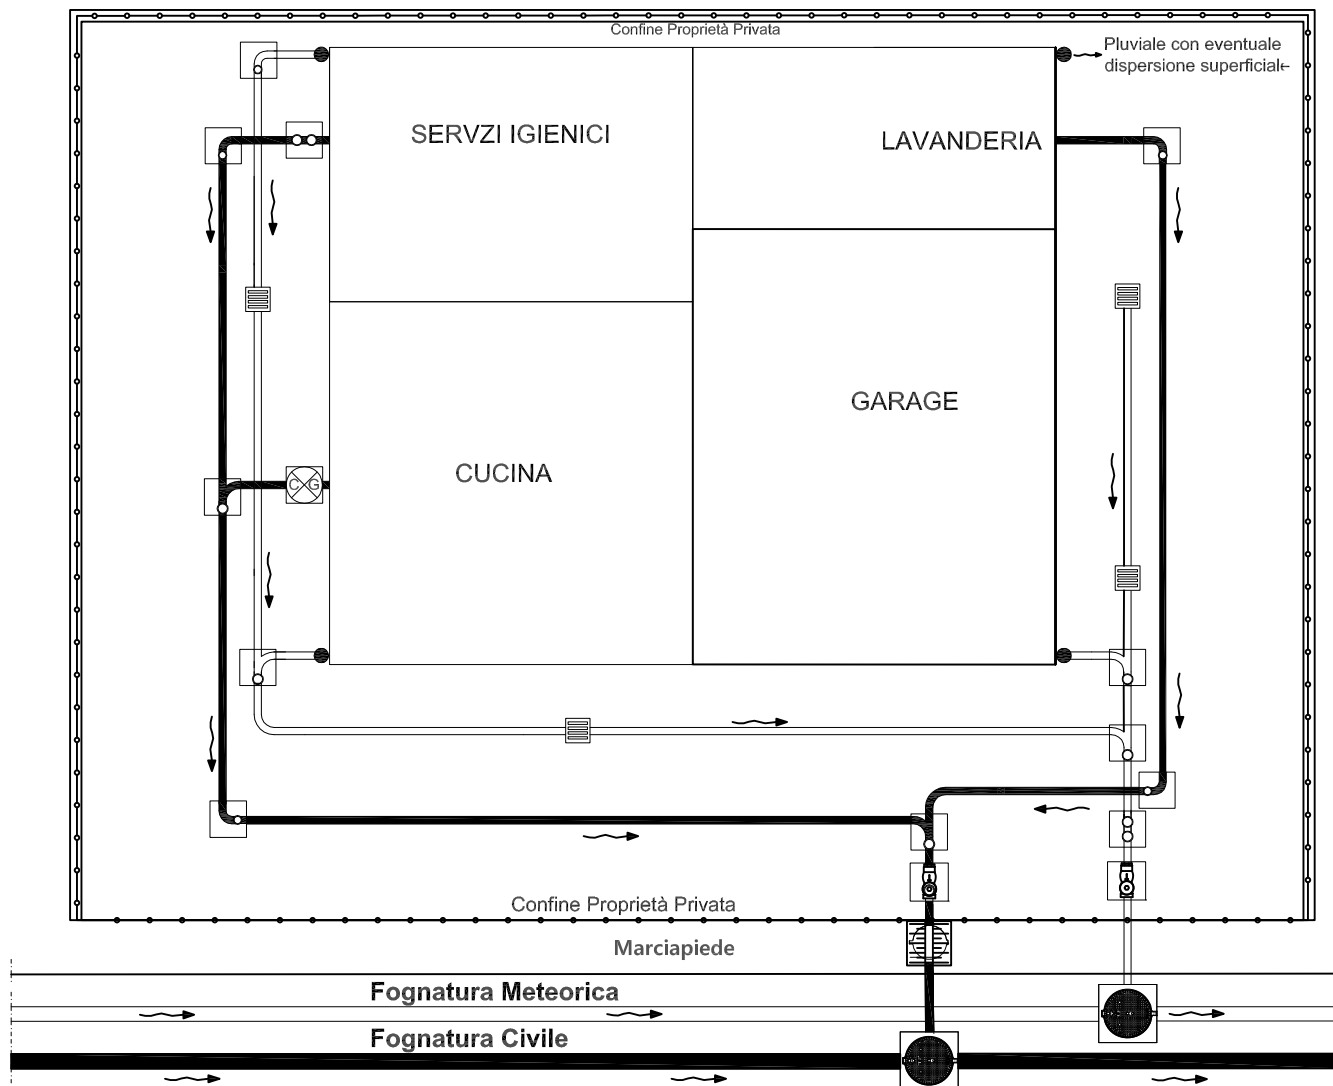 Confine Proprietà Privata
Pluviale con eventuale
dispersione superficial←
SERVZI IGIENICI
LAVANDERIA
GARAGE
CUCINA
C G
Confine Proprietà Privata
Marciapiede
Fognatura Meteorica
Fognatura Civile